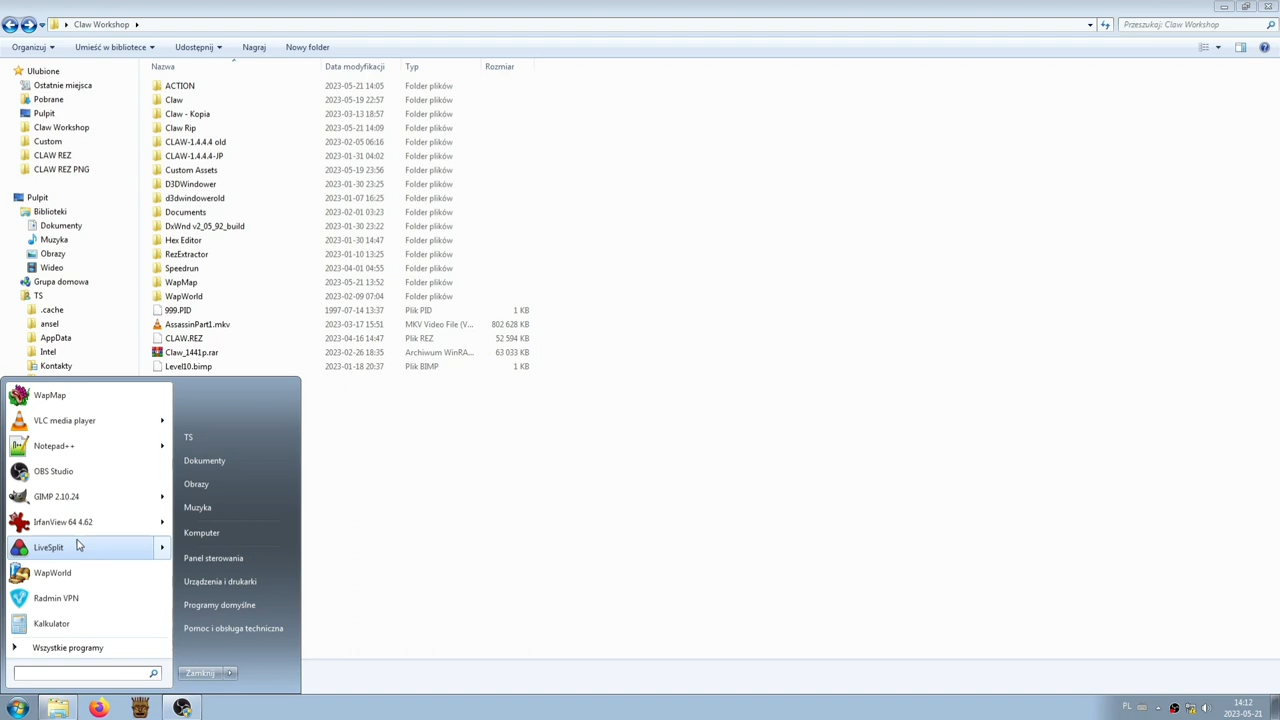 Claw Workshop
Przeszukaj: Claw Workshop
Organizuj
Umieść w bibliotece
Udostępnij
Nagraj
New folder
Nazwa
Data modyfikacji
Typ
Rozmiar
Ulubione
Ostatnie miejsca
Pobrane
Pulpit
Claw Workshop
Custom
CLAW REZ
CLAW REZ PNG
Pulpit
Biblioteki
Dokumenty
Muzyka
Obrazy
Wideo
Grupa domowa
TS
.cache
ansel
AppData
Intel
Kontakty
ACTION 2023-05-21 14:05 Folder plików
Claw 2023-05-21 22:57 Folder plików
Claw - Kopia 2023-03-13 18:57 Folder plików
Claw Rip 2023-05-21 14:09 Folder plików
CLAW-1.4.4.4 old 2023-02-05 06:16 Folder plików
CLAW-1.4.4.4-JP 2023-01-31 04:02 Folder plików
Custom Assets 2023-05-19 23:56 Folder plików
D3DWindower 2023-01-30 23:25 Folder plików
d3dwindowerold 2023-01-07 16:25 Folder plików
Documents 2023-02-01 03:23 Folder plików
DxWnd v2_05_92_build 2023-01-30 23:22 Folder plików
Hex Editor 2023-01-30 14:47 Folder plików
RezExtractor 2023-01-10 13:25 Folder plików
Speedrun 2023-04-01 04:55 Folder plików
WapMap 2023-05-21 13:52 Folder plików
WapWorld 2023-02-09 07:04 Folder plików
999.PID 1997-07-14 13:37 Plik PID 1 KB
AssassinPart1.mkv 2023-03-17 15:51 MKV Video File (V... 802 628 KB
CLAW.REZ 2023-04-16 14:47 Plik REZ 52 594 KB
Claw_1441p.rar 2023-02-26 18:35 Archiwum WinRA... 63 033 KB
Level10.bimp 2023-01-18 20:37 Plik BIMP 1 KB
WapMap
VLC media player
Notepad++
OBS Studio
GIMP 2.10.24
IrfanView 64 4.62
LiveSplit
WapWorld
Radmin VPN
Kalkulator
Wszystkie programy
TS
Dokumenty
Obrazy
Muzyka
Komputer
Panel sterowania
Urządzenia i drukarki
Programy domyślne
Pomoc i obsługa techniczna
Zamknij
PL
14:12
2023-05-21